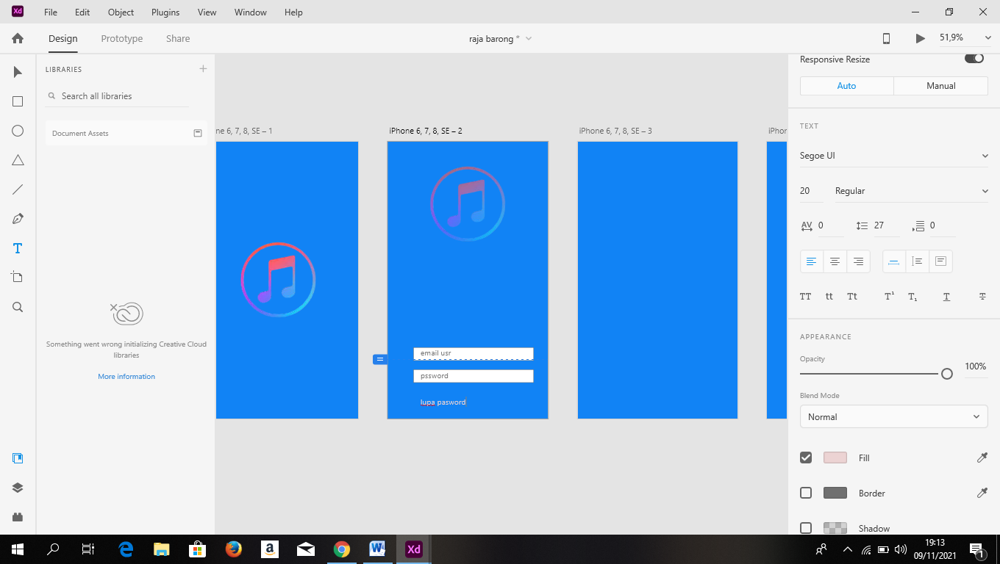 Xd File Edit Object Plugins View Window Help
Design Prototype Share
raja barong *
51,9%
LIBRARIES
Search all libraries
Document Assets
Something went wrong initializing Creative Cloud
libraries
More information
ne 6, 7, 8, SE – 1
iPhone 6, 7, 8, SE – 2
iPhone 6, 7, 8, SE – 3
iPhor
email usr
pssword
lupa pasword
Responsive Resize
Auto Manual
TEXT
Segoe UI
20 Regular
AV 0 27 0
TT tt Tt T¹ T₁ T T
APPEARANCE
Opacity
100%
Blend Mode
Normal
Fill
Border
Shadow
19:13
09/11/2021
1